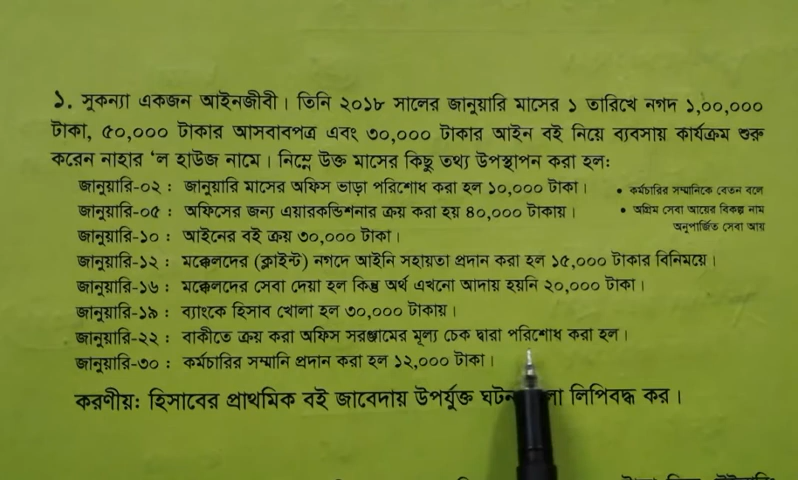 ১. সুকন্যা একজন আইনজীবী। তিনি ২০১৮ সালের জানুয়ারি মাসের ১ তারিখে নগদ ১,০০,০০০
টাকা, ৫০,০০০ টাকার আসবাবপত্র এবং ৩০,০০০ টাকার আইন বই নিয়ে ব্যবসায় কার্যক্রম শুরু
করেন নাহার 'ল হাউজ নামে। নিম্নে উক্ত মাসের কিছু তথ্য উপস্থাপন করা হল:
জানুয়ারি-০২ : জানুয়ারি মাসের অফিস ভাড়া পরিশোধ করা হল ১০,০০০ টাকা। • কর্মচারির সম্মানিকে বেতন বলে
জানুয়ারি-০৫ : অফিসের জন্য এয়ারকন্ডিশনার ক্রয় করা হয় ৪০,০০০ টাকায়। • অগ্রিম সেবা আয়ের বিকল্প নাম
অনুপার্জিত সেবা আয়
জানুয়ারি-১০ : আইনের বই ক্রয় ৩০,০০০ টাকা।
জানুয়ারি-১২ : মক্কেলদের (ক্লাইন্ট) নগদে আইনি সহায়তা প্রদান করা হল ১৫,০০০ টাকার বিনিময়ে।
জানুয়ারি-১৬ : মক্কেলদের সেবা দেয়া হল কিন্তু অর্থ এখনো আদায় হয়নি ২০,০০০ টাকা।
জানুয়ারি-১৯ : ব্যাংকে হিসাব খোলা হল ৩০,০০০ টাকায়।
জানুয়ারি-২২ : বাকীতে ক্রয় করা অফিস সরঞ্জামের মূল্য চেক দ্বারা পরিশোধ করা হল।
জানুয়ারি-৩০ : কর্মচারির সম্মানি প্রদান করা হল ১২,০০০ টাকা।
করণীয়: হিসাবের প্রাথমিক বই জাবেদায় উপর্যুক্ত লিপিবদ্ধ কর।